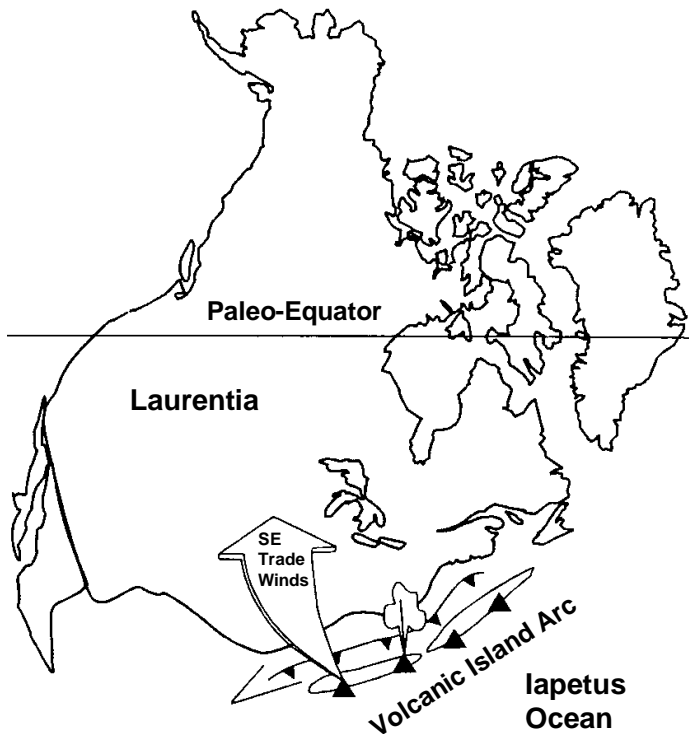 Paleo-Equator
Laurentia
SE
Trade
Winds
Volcanic Island Arc
Iapetus
Ocean